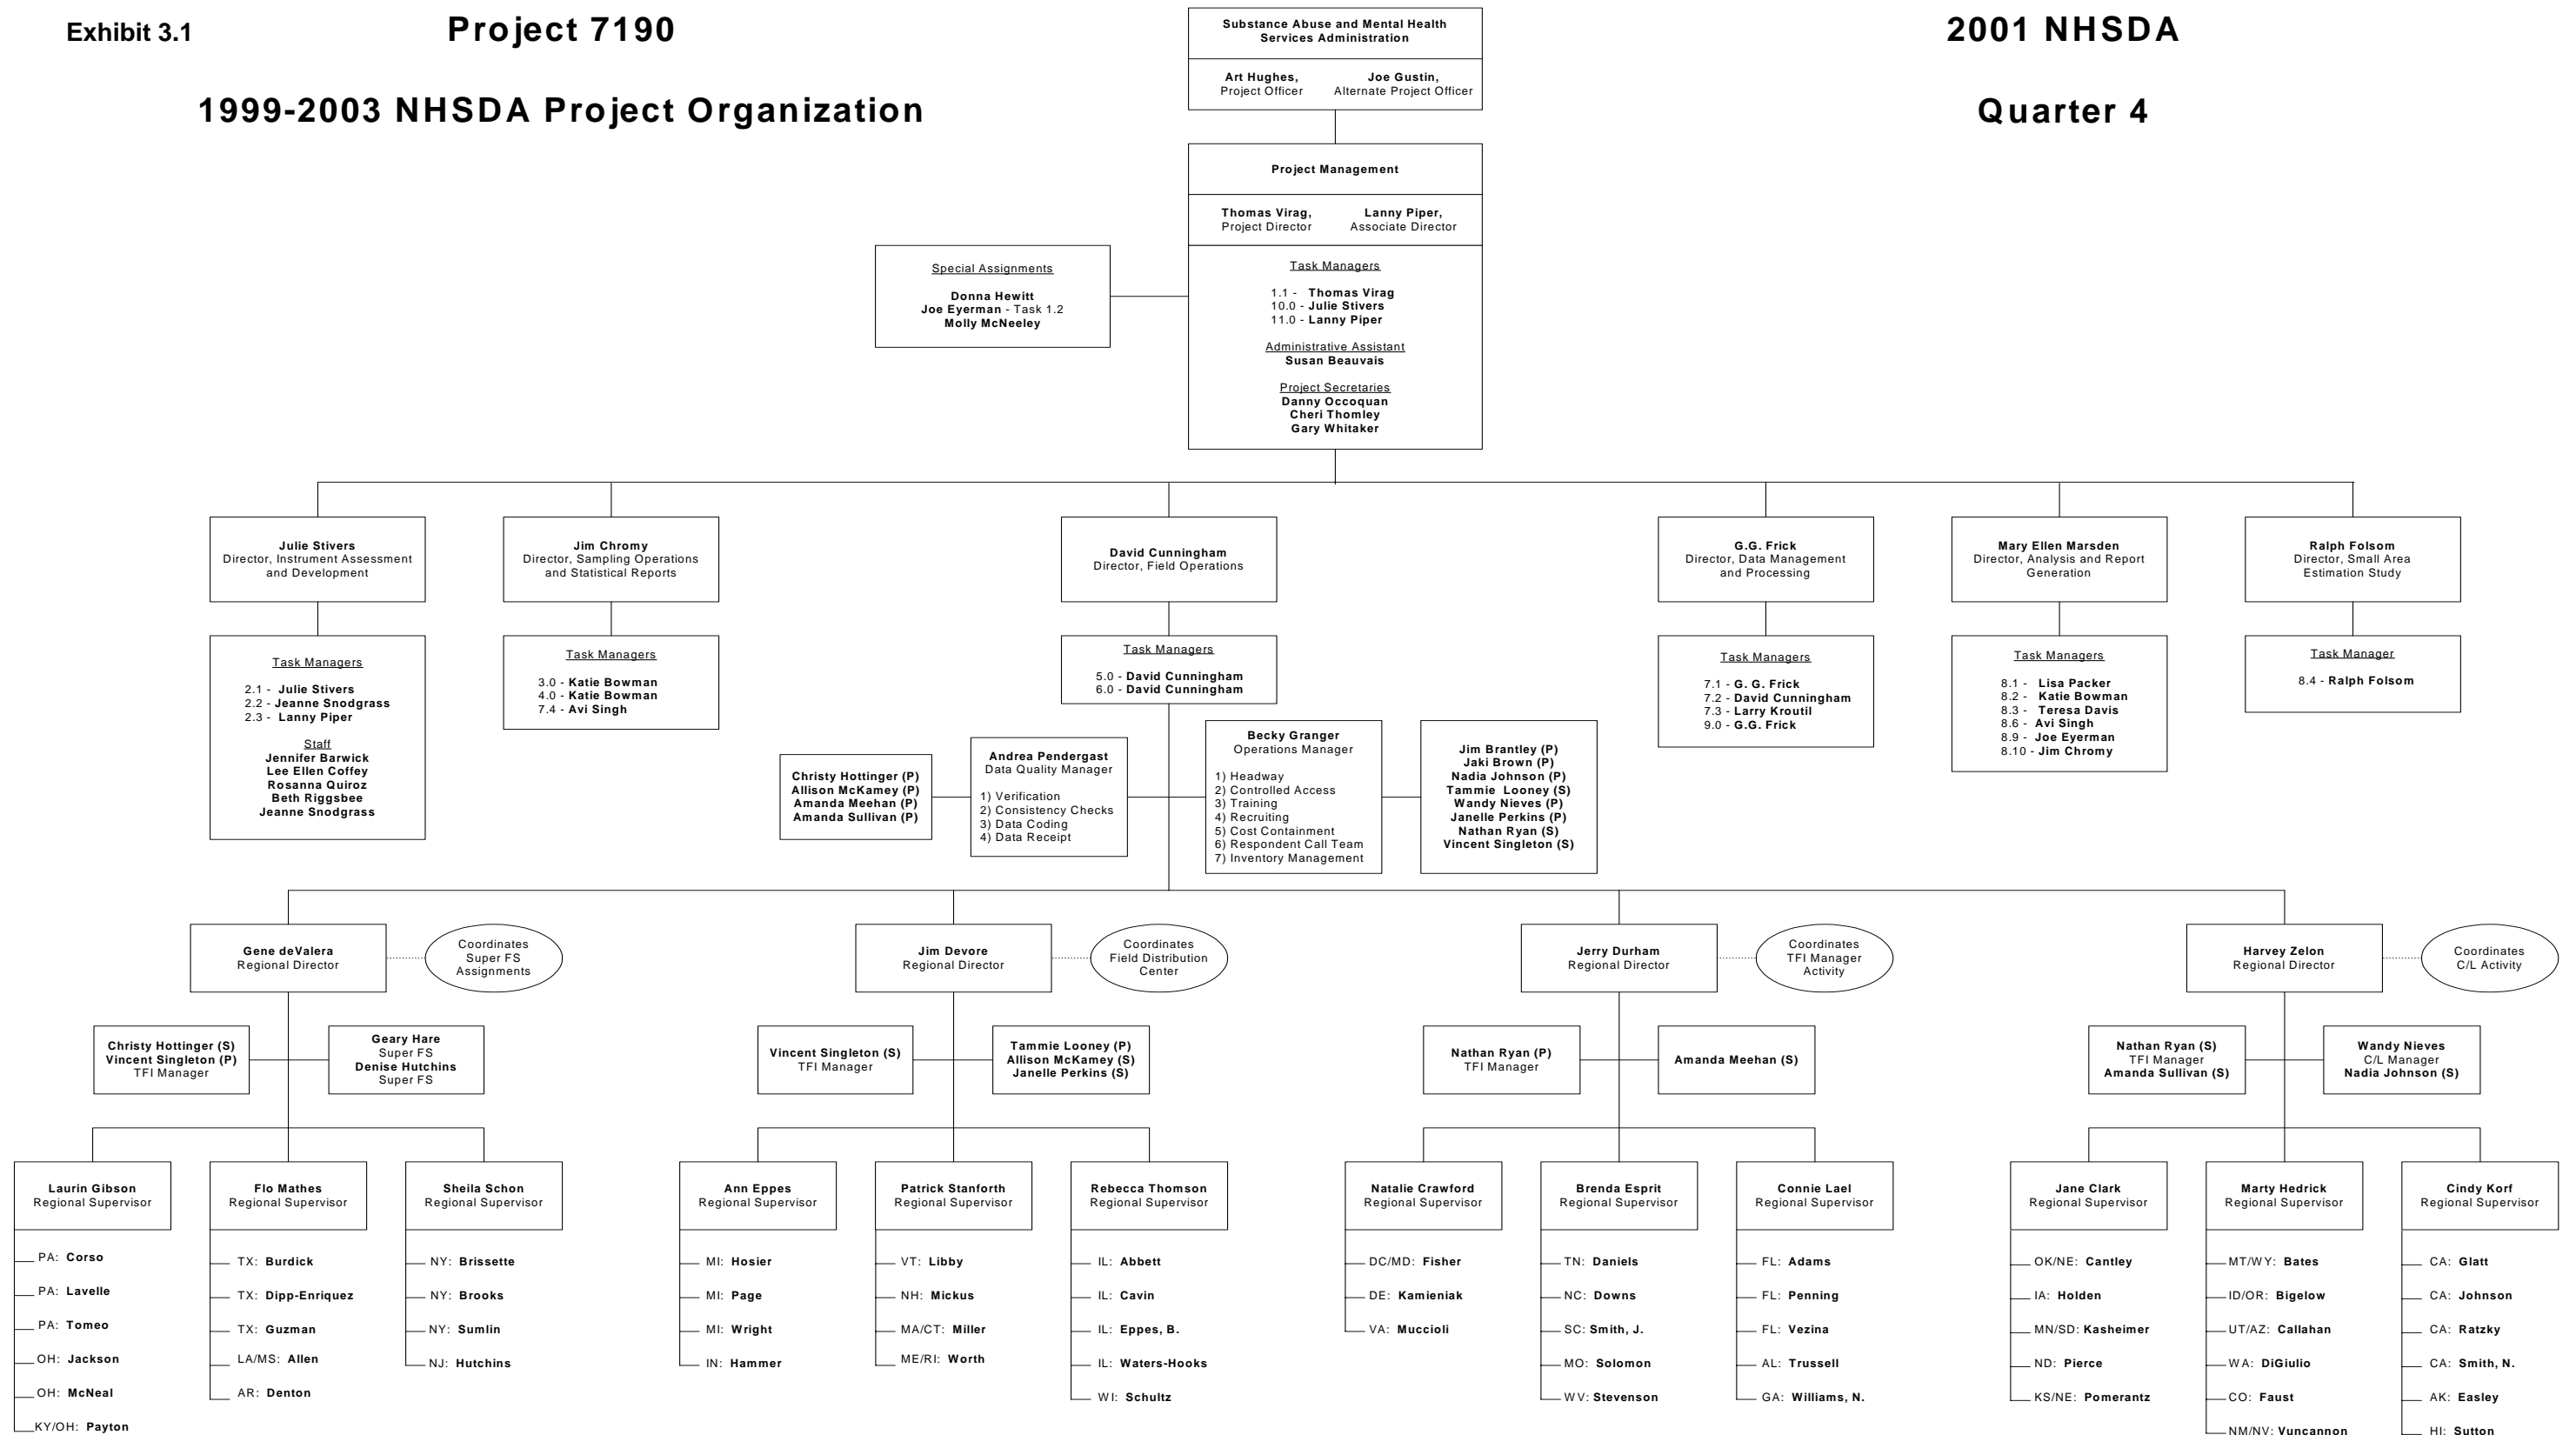 Exhibit 3.1
Project 7190
1999-2003 NHSDA Project Organization
2001 NHSDA
Quarter 4
Substance Abuse and Mental Health
Services Administration
Art Hughes,
Project Officer
Joe Gustin,
Alternate Project Officer
Project Management
Thomas Virag,
Project Director
Lanny Piper,
Associate Director
Task Managers
1.1 - Thomas Virag
10.0 - Julie Stivers
11.0 - Lanny Piper
Administrative Assistant
Susan Beauvais
Project Secretaries
Danny Occoquan
Cheri Thomley
Gary Whitaker
Special Assignments
Donna Hewitt
Joe Eyerman - Task 1.2
Molly McNeeley
Julie Stivers
Director, Instrument Assessment
and Development
Task Managers
2.1 - Julie Stivers
2.2 - Jeanne Snodgrass
2.3 - Lanny Piper
Staff
Jennifer Barwick
Lee Ellen Coffey
Rosanna Quiroz
Beth Riggsbee
Jeanne Snodgrass
Jim Chromy
Director, Sampling Operations
and Statistical Reports
Task Managers
3.0 - Katie Bowman
4.0 - Katie Bowman
7.4 - Avi Singh
David Cunningham
Director, Field Operations
Task Managers
5.0 - David Cunningham
6.0 - David Cunningham
G.G. Frick
Director, Data Management
and Processing
Task Managers
7.1 - G. G. Frick
7.2 - David Cunningham
7.3 - Larry Kroutil
9.0 - G.G. Frick
Mary Ellen Marsden
Director, Analysis and Report
Generation
Task Managers
8.1 - Lisa Packer
8.2 - Katie Bowman
8.3 - Teresa Davis
8.6 - Avi Singh
8.9 - Joe Eyerman
8.10 - Jim Chromy
Ralph Folsom
Director, Small Area
Estimation Study
Task Manager
8.4 - Ralph Folsom
Christy Hottinger (P)
Allison McKamey (P)
Amanda Meehan (P)
Amanda Sullivan (P)
Andrea Pendergast
Data Quality Manager
1) Verification
2) Consistency Checks
3) Data Coding
4) Data Receipt
Becky Granger
Operations Manager
1) Headway
2) Controlled Access
3) Training
4) Recruiting
5) Cost Containment
6) Respondent Call Team
7) Inventory Management
Jim Brantley (P)
Jaki Brown (P)
Nadia Johnson (P)
Tammie Looney (S)
Wandy Nieves (P)
Janelle Perkins (P)
Nathan Ryan (S)
Vincent Singleton (S)
Gene deValera
Regional Director
Coordinates
Super FS
Assignments
Christy Hottinger (S)
Vincent Singleton (P)
TFI Manager
Geary Hare
Super FS
Denise Hutchins
Super FS
Laurin Gibson
Regional Supervisor
PA: Corso
PA: Lavelle
PA: Tomeo
OH: Jackson
OH: McNeal
KY/OH: Payton
Flo Mathes
Regional Supervisor
TX: Burdick
TX: Dipp-Enriquez
TX: Guzman
LA/MS: Allen
AR: Denton
Sheila Schon
Regional Supervisor
NY: Brissette
NY: Brooks
NY: Sumlin
NJ: Hutchins
Jim Devore
Regional Director
Coordinates
Field Distribution
Center
Vincent Singleton (S)
TFI Manager
Tammie Looney (P)
Allison McKamey (S)
Janelle Perkins (S)
Ann Eppes
Regional Supervisor
MI: Hosier
MI: Page
MI: Wright
IN: Hammer
Patrick Stanforth
Regional Supervisor
VT: Libby
NH: Mickus
MA/CT: Miller
ME/RI: Worth
Rebecca Thomson
Regional Supervisor
IL: Abbett
IL: Cavin
IL: Eppes, B.
IL: Waters-Hooks
WI: Schultz
Jerry Durham
Regional Director
Coordinates
TFI Manager
Activity
Nathan Ryan (P)
TFI Manager
Amanda Meehan (S)
Natalie Crawford
Regional Supervisor
DC/MD: Fisher
DE: Kamieniak
VA: Muccioli
Brenda Esprit
Regional Supervisor
TN: Daniels
NC: Downs
SC: Smith, J.
MO: Solomon
WV: Stevenson
Connie Lael
Regional Supervisor
FL: Adams
FL: Penning
FL: Vezina
AL: Trussell
GA: Williams, N.
Harvey Zelon
Regional Director
Coordinates
C/L Activity
Nathan Ryan (S)
TFI Manager
Amanda Sullivan (S)
Wandy Nieves
C/L Manager
Nadia Johnson (S)
Jane Clark
Regional Supervisor
OK/NE: Cantley
IA: Holden
MN/SD: Kasheimer
ND: Pierce
KS/NE: Pomerantz
Marty Hedrick
Regional Supervisor
MT/WY: Bates
ID/OR: Bigelow
UT/AZ: Callahan
WA: DiGiulio
CO: Faust
NM/NV: Vuncannon
Cindy Korf
Regional Supervisor
CA: Glatt
CA: Johnson
CA: Ratzky
CA: Smith, N.
AK: Easley
HI: Sutton